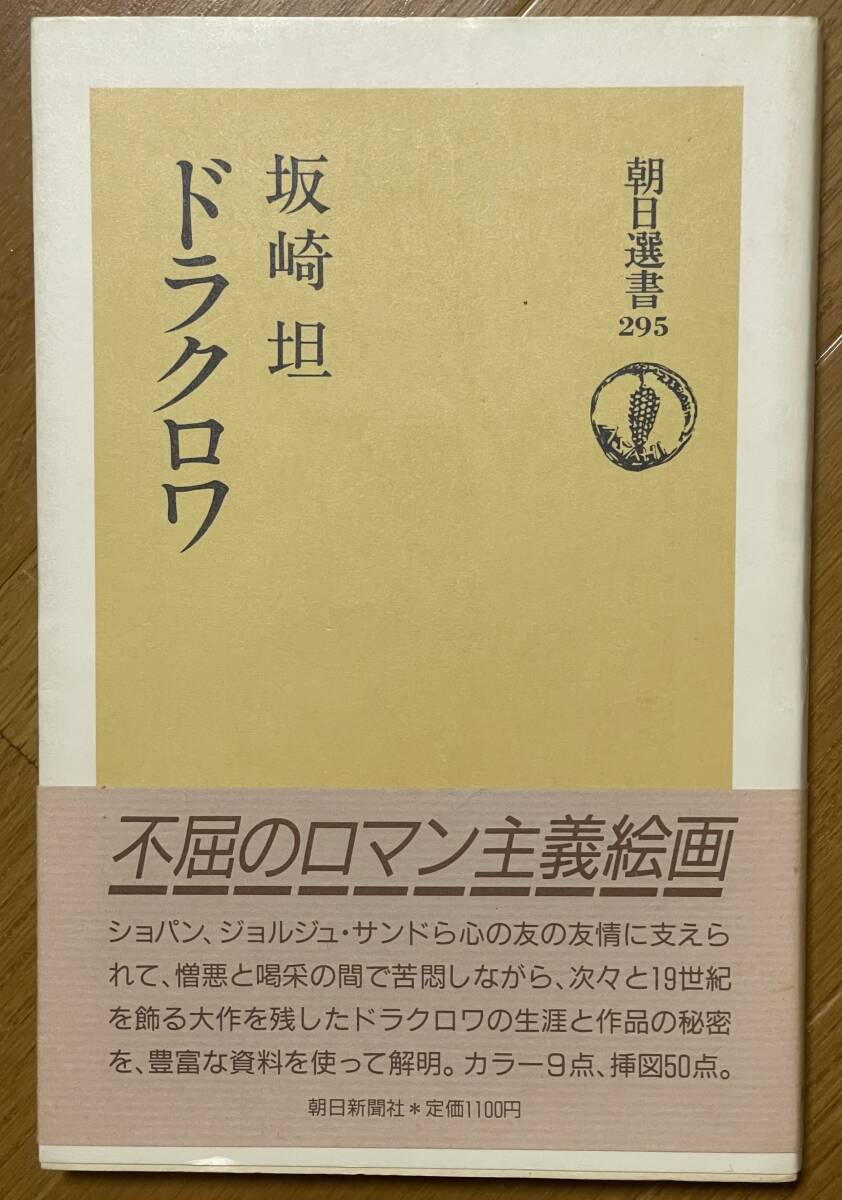 朝日選書
295
坂崎坦
ドラクロワ
不屈のロマン主義絵画
ショパン、ジョルジュ・サンドら心の友の友情に支えら
れて、憎悪と喝采の間で苦悶しながら、次々と19世紀
を飾る大作を残したドラクロワの生涯と作品の秘密
を、豊富な資料を使って解明。カラー9点、挿図50点。
朝日新聞社＊定価1100円